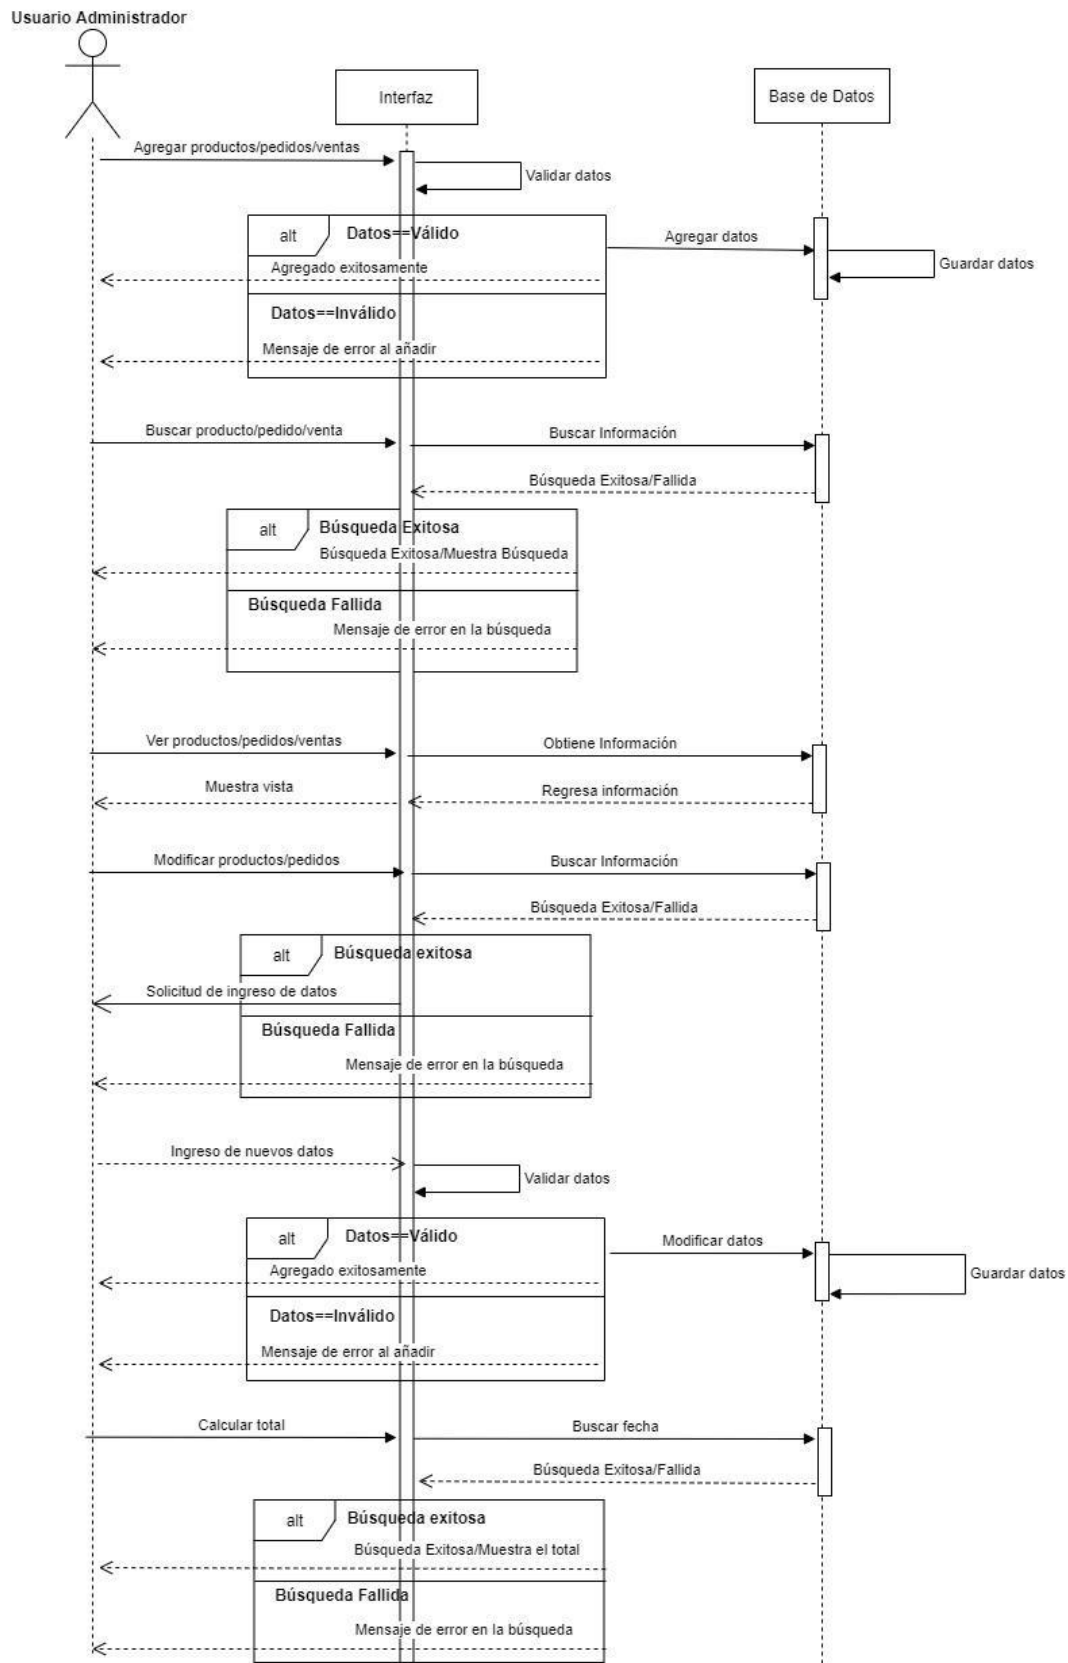 Usuario Administrador
Interfaz
Base de Datos
Agregar productos/pedidos/ventas
Validar datos
alt
Datos==Válido
Agregar datos
Guardar datos
Agregado exitosamente
Datos==Inválido
Mensaje de error al añadir
Buscar producto/pedido/venta
Buscar Información
Búsqueda Exitosa/Fallida
alt
Búsqueda Exitosa
Búsqueda Exitosa/Muestra Búsqueda
Búsqueda Fallida
Mensaje de error en la búsqueda
Ver productos/pedidos/ventas
Obtiene Información
Muestra vista
Regresa información
Modificar productos/pedidos
Buscar Información
Búsqueda Exitosa/Fallida
alt
Búsqueda exitosa
Solicitud de ingreso de datos
Búsqueda Fallida
Mensaje de error en la búsqueda
Ingreso de nuevos datos
Validar datos
alt
Datos==Válido
Modificar datos
Guardar datos
Agregado exitosamente
Datos==Inválido
Mensaje de error al añadir
Calcular total
Buscar fecha
Búsqueda Exitosa/Fallida
alt
Búsqueda exitosa
Búsqueda Exitosa/Muestra el total
Búsqueda Fallida
Mensaje de error en la búsqueda